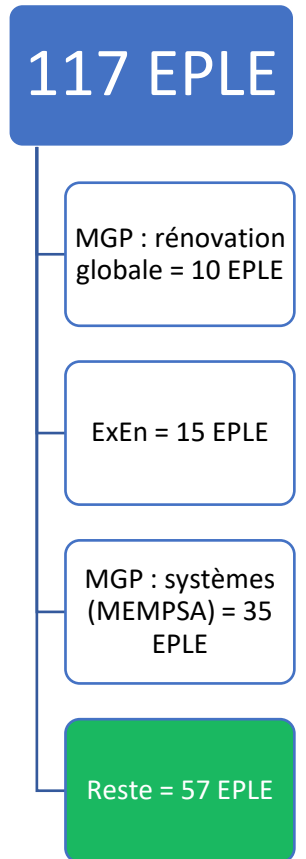 117 EPLE
MGP : rénovation
globale = 10 EPLE
ExEn = 15 EPLE
MGP : systèmes
(MEMPSA) = 35
EPLE
Reste = 57 EPLE